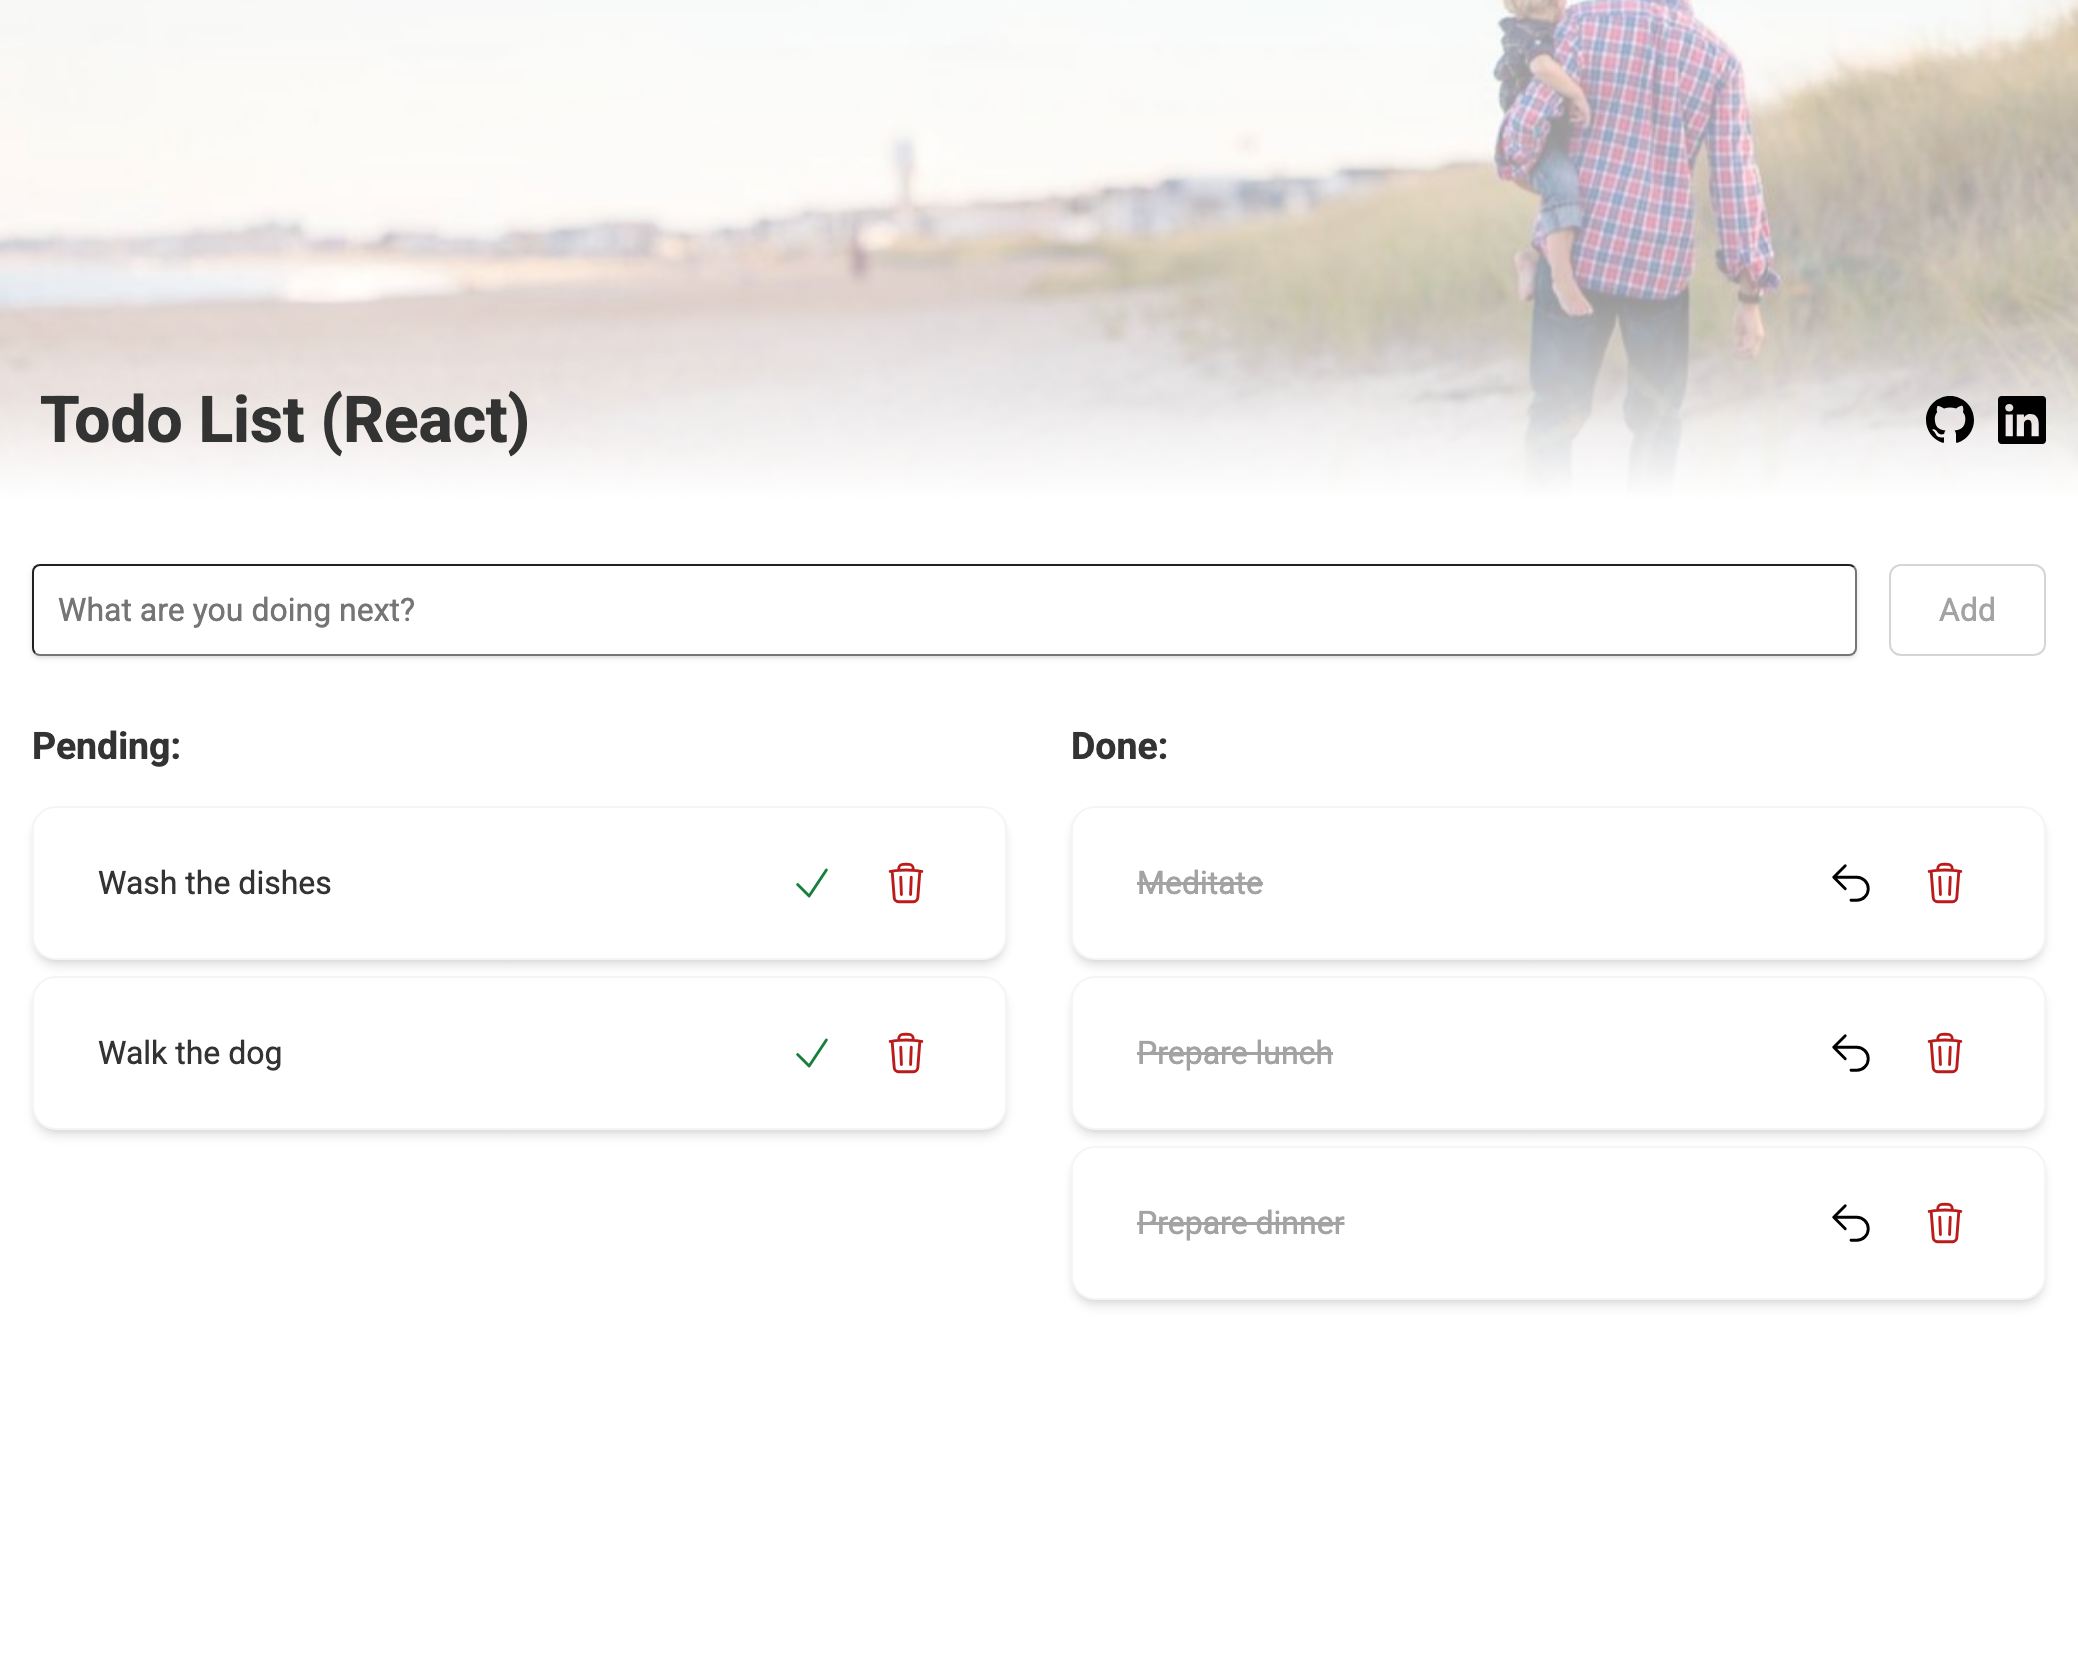 Todo List (React)
in
What are you doing next?
Add
Pending:
Done:
Wash the dishes
Walk the dog
Meditate
Prepare lunch
Prepare dinner